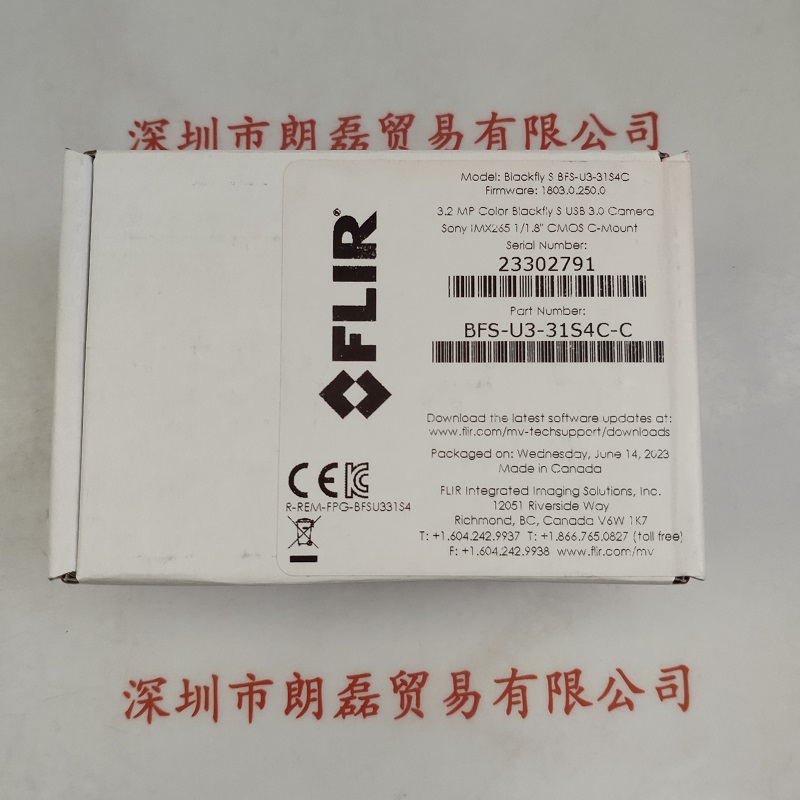 深圳市朗磊贸易有限公司
FLIR®
Model: Blackfly S BFS-U3-31S4C
Firmware: 1803.0.250.0
3.2 MP Color Blackfly S USB 3.0 Camera
Sony IMX265 1/1.8" CMOS C-Mount
Serial Number:
23302791
Part Number:
BFS-U3-31S4C-C
Download the latest software updates at:
www.flir.com/mv-techsupport/downloads
Packaged on: Wednesday, June 14, 2023
Made in Canada
CE
R-REM-FPG-BFSU331S4
FLIR Integrated Imaging Solutions, Inc.
12051 Riverside Way
Richmond, BC, Canada V6W 1K7
T: +1.604.242.9937 T: +1.866.765.0827 (toll free)
F: +1.604.242.9938 www.flir.com/mv
深圳市朗磊贸易有限公司